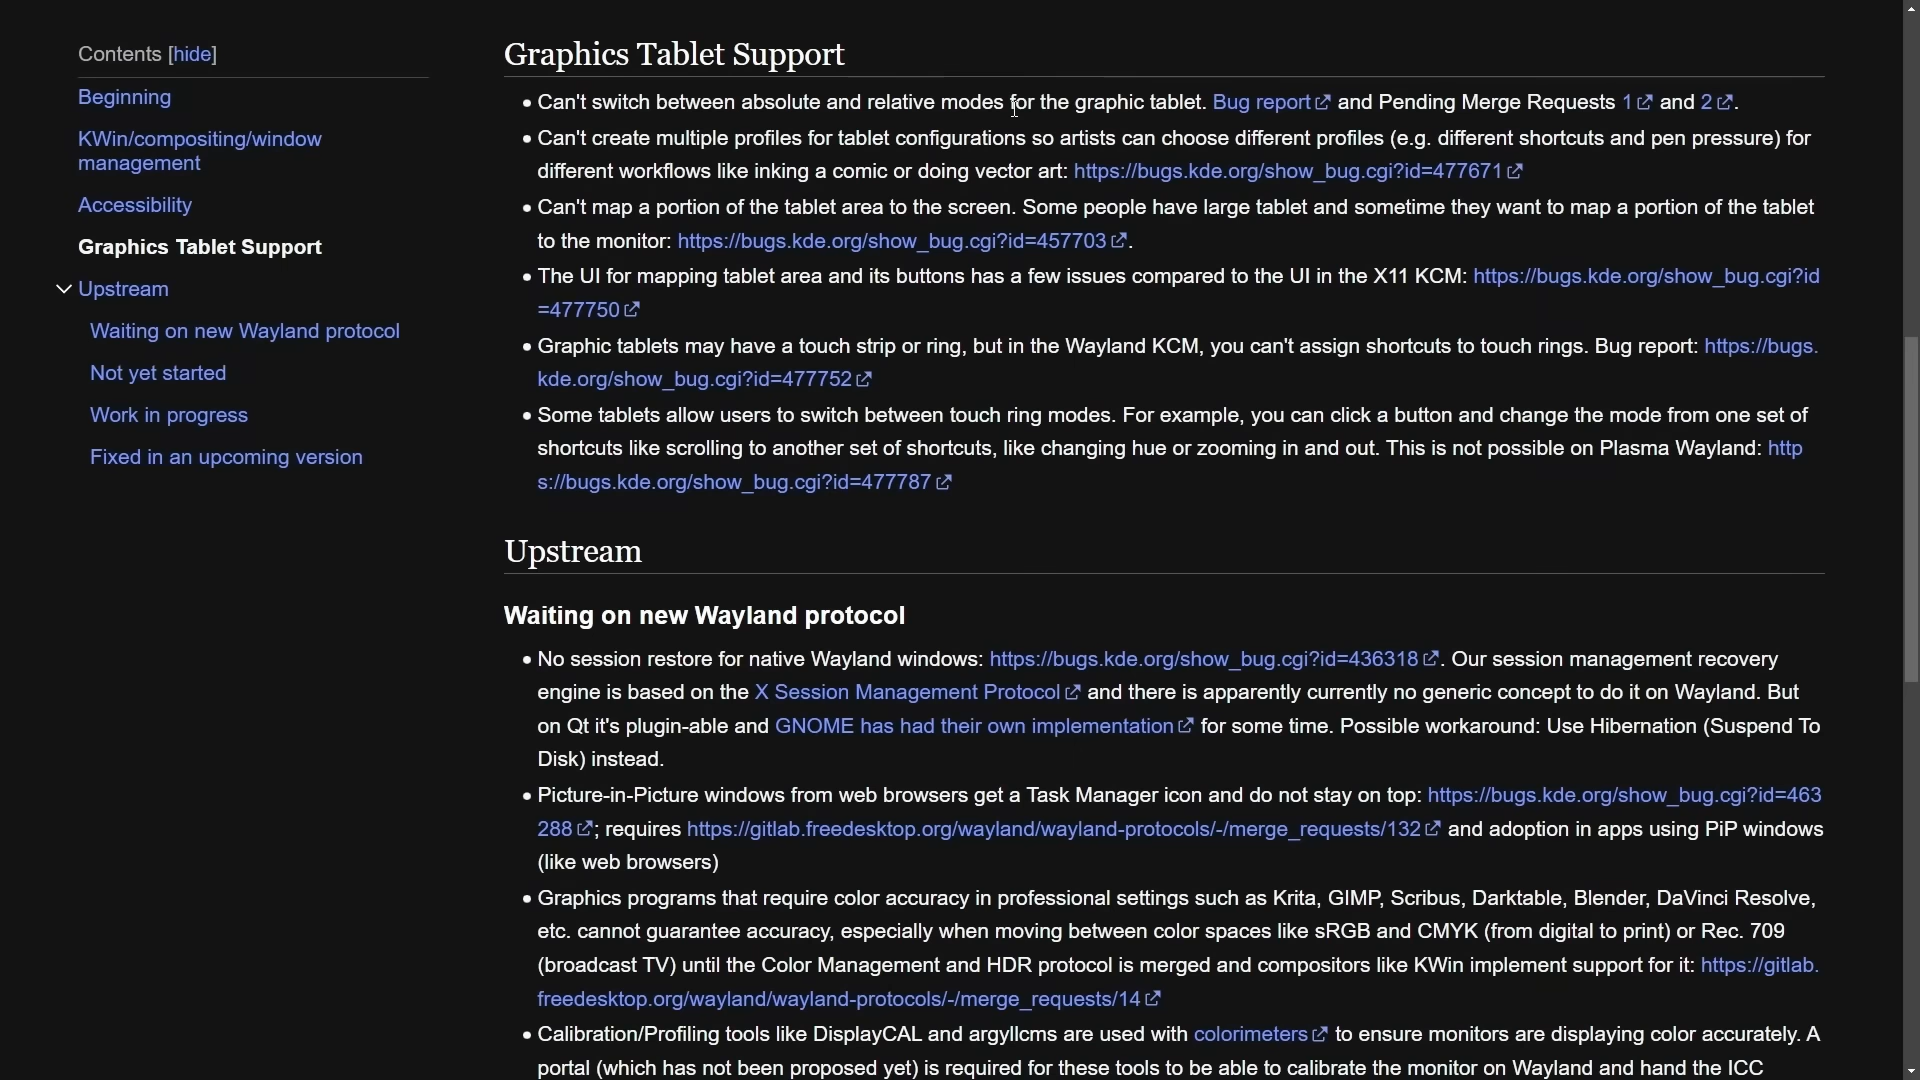 Contents [hide]
Beginning
KWin/compositing/window
management
Accessibility
Graphics Tablet Support
Upstream
Waiting on new Wayland protocol
Not yet started
Work in progress
Fixed in an upcoming version
Graphics Tablet Support
Can't switch between absolute and relative modes for the graphic tablet. Bug report and Pending Merge Requests 1 and 2.
Can't create multiple profiles for tablet configurations so artists can choose different profiles (e.g. different shortcuts and pen pressure) for
different workflows like inking a comic or doing vector art: https://bugs.kde.org/show_bug.cgi?id=477671
Can't map a portion of the tablet area to the screen. Some people have large tablet and sometime they want to map a portion of the tablet
to the monitor: https://bugs.kde.org/show_bug.cgi?id=457703.
The UI for mapping tablet area and its buttons has a few issues compared to the UI in the X11 KCM: https://bugs.kde.org/show_bug.cgi?id
=477750
Graphic tablets may have a touch strip or ring, but in the Wayland KCM, you can't assign shortcuts to touch rings. Bug report: https://bugs.
kde.org/show_bug.cgi?id=477752
Some tablets allow users to switch between touch ring modes. For example, you can click a button and change the mode from one set of
shortcuts like scrolling to another set of shortcuts, like changing hue or zooming in and out. This is not possible on Plasma Wayland: http
s://bugs.kde.org/show_bug.cgi?id=477787
Upstream
Waiting on new Wayland protocol
No session restore for native Wayland windows: https://bugs.kde.org/show_bug.cgi?id=436318. Our session management recovery
engine is based on the X Session Management Protocol and there is apparently currently no generic concept to do it on Wayland. But
on Qt it's plugin-able and GNOME has had their own implementation for some time. Possible workaround: Use Hibernation (Suspend To
Disk) instead.
Picture-in-Picture windows from web browsers get a Task Manager icon and do not stay on top: https://bugs.kde.org/show_bug.cgi?id=463
288; requires https://gitlab.freedesktop.org/wayland/wayland-protocols/-/merge_requests/132 and adoption in apps using PiP windows
(like web browsers)
Graphics programs that require color accuracy in professional settings such as Krita, GIMP, Scribus, Darktable, Blender, DaVinci Resolve,
etc. cannot guarantee accuracy, especially when moving between color spaces like sRGB and CMYK (from digital to print) or Rec. 709
(broadcast TV) until the Color Management and HDR protocol is merged and compositors like KWin implement support for it: https://gitlab.
freedesktop.org/wayland/wayland-protocols/-/merge_requests/14
Calibration/Profiling tools like DisplayCAL and argyllcms are used with colorimeters to ensure monitors are displaying color accurately. A
portal (which has not been proposed yet) is required for these tools to be able to calibrate the monitor on Wayland and hand the ICC